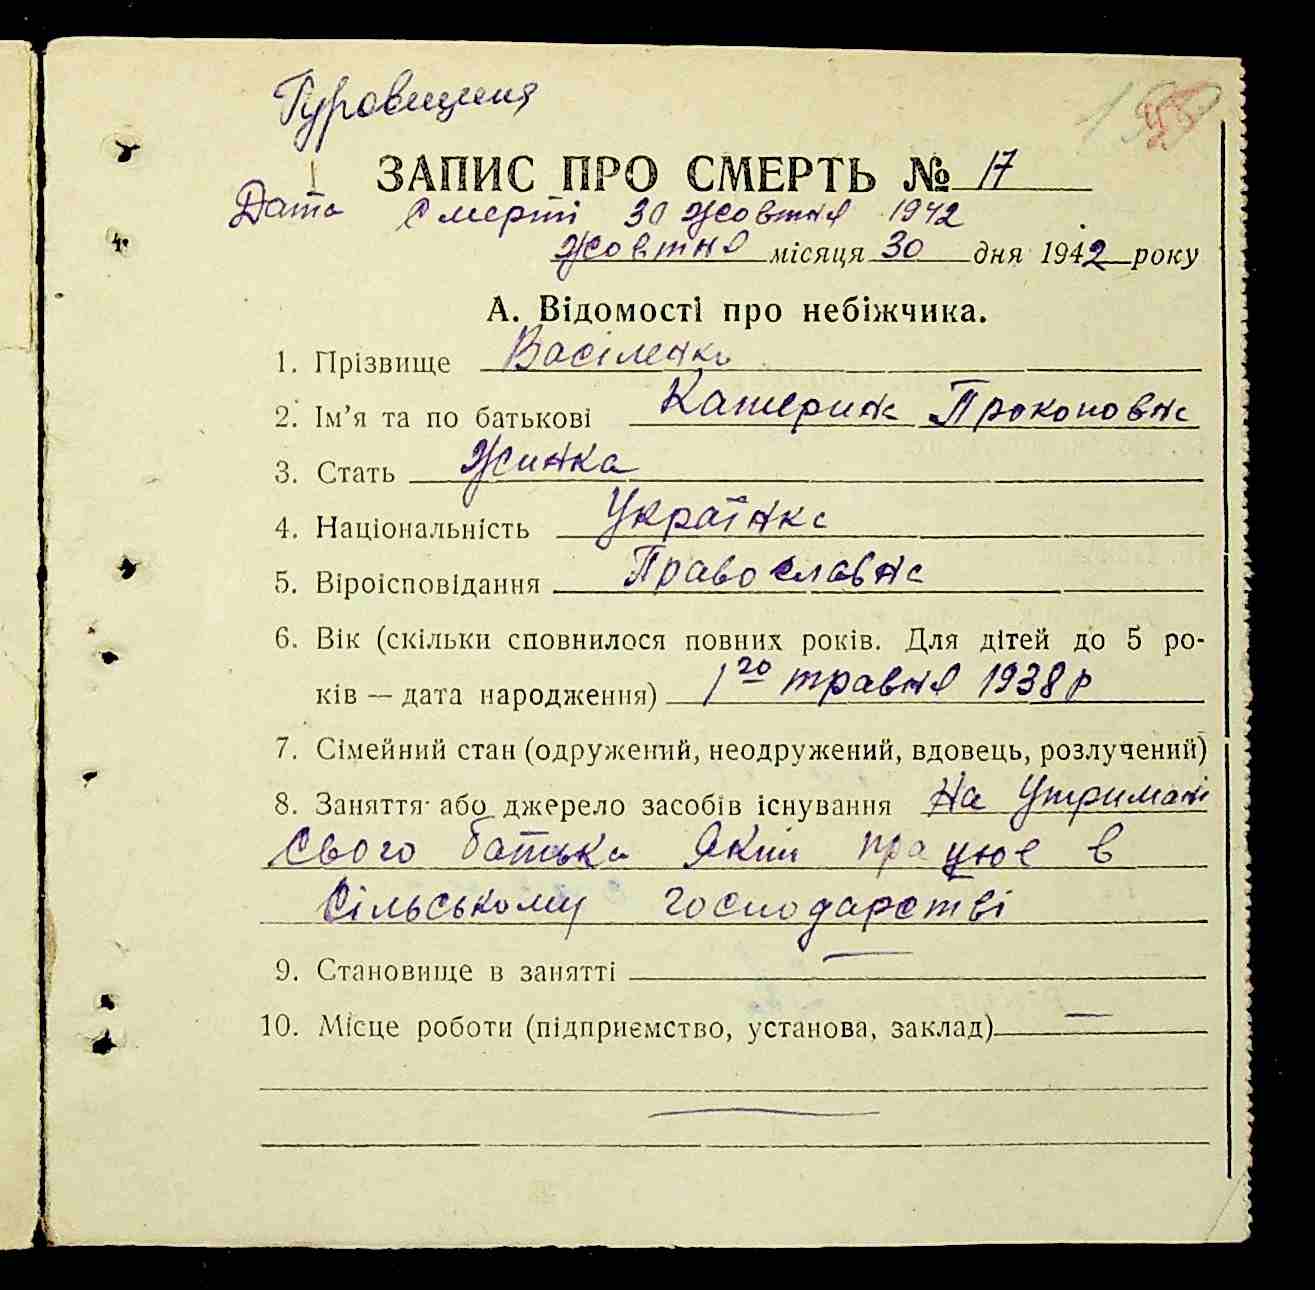 Гуровщина
ЗАПИС ПРО СМЕРТЬ № 17
Дата смерті 30 жовтня 1942
жовтня місяця 30 дня 1942 року
А. Відомості про небіжчика.
1. Прізвище Васіленко
2. Ім'я та по батькові Катерина Прокоповна
3. Стать Жинка
4. Національність Українка
5. Віроісповідання Православна
6. Вік (скільки сповнилося повних років. Для дітей до 5 ро-
ків — дата народження) 1го травня 1938 р
7. Сімейний стан (одружений, неодружений, вдовець, розлучений)
8. Заняття або джерело засобів існування На Утримані
Свого батька Який працює в
Сільському господарстві
9. Становище в занятті
10. Місце роботи (підприємство, установа, заклад) —